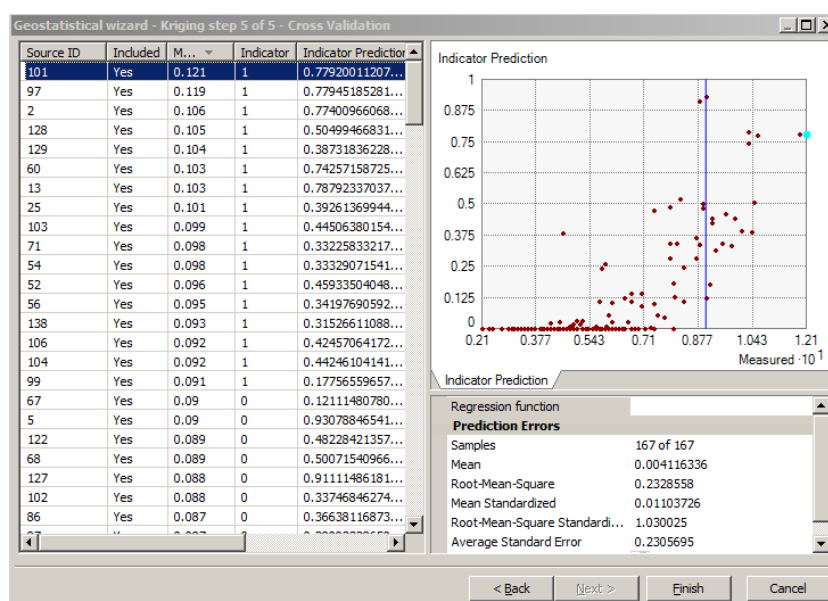 Geostatistical wizard - Kriging step 5 of 5 - Cross Validation
Source ID Included M... Indicator Indicator Prediction
101 Yes 0.121 1 0.77920011207...
97 Yes 0.119 1 0.77945185281...
2 Yes 0.106 1 0.77400966068...
128 Yes 0.105 1 0.50499466831...
129 Yes 0.104 1 0.38731836228...
60 Yes 0.103 1 0.74257158725...
13 Yes 0.103 1 0.78792337037...
25 Yes 0.101 1 0.39261369944...
103 Yes 0.099 1 0.44506380154...
71 Yes 0.098 1 0.33225833217...
54 Yes 0.098 1 0.33329071541...
52 Yes 0.096 1 0.45933504048...
56 Yes 0.095 1 0.34197690592...
138 Yes 0.093 1 0.31526611088...
106 Yes 0.092 1 0.42457064172...
104 Yes 0.092 1 0.44246104141...
99 Yes 0.091 1 0.17756559657...
67 Yes 0.09 0 0.12111480780...
5 Yes 0.09 0 0.93078846541...
122 Yes 0.089 0 0.48228421357...
68 Yes 0.089 0 0.50071540966...
127 Yes 0.088 0 0.91111486181...
102 Yes 0.088 0 0.33746846274...
86 Yes 0.087 0 0.36638116873...
Indicator Prediction
1
0.875
0.75
0.625
0.5
0.375
0.25
0.125
0
0.21 0.377 0.543 0.71 0.877 1.043 1.21
Measured ·10 1
Indicator Prediction
Regression function
Prediction Errors
Samples 167 of 167
Mean 0.004116336
Root-Mean-Square 0.2328558
Mean Standardized 0.01103726
Root-Mean-Square Standardi... 1.030025
Average Standard Error 0.2305695
< Back Next > Finish Cancel